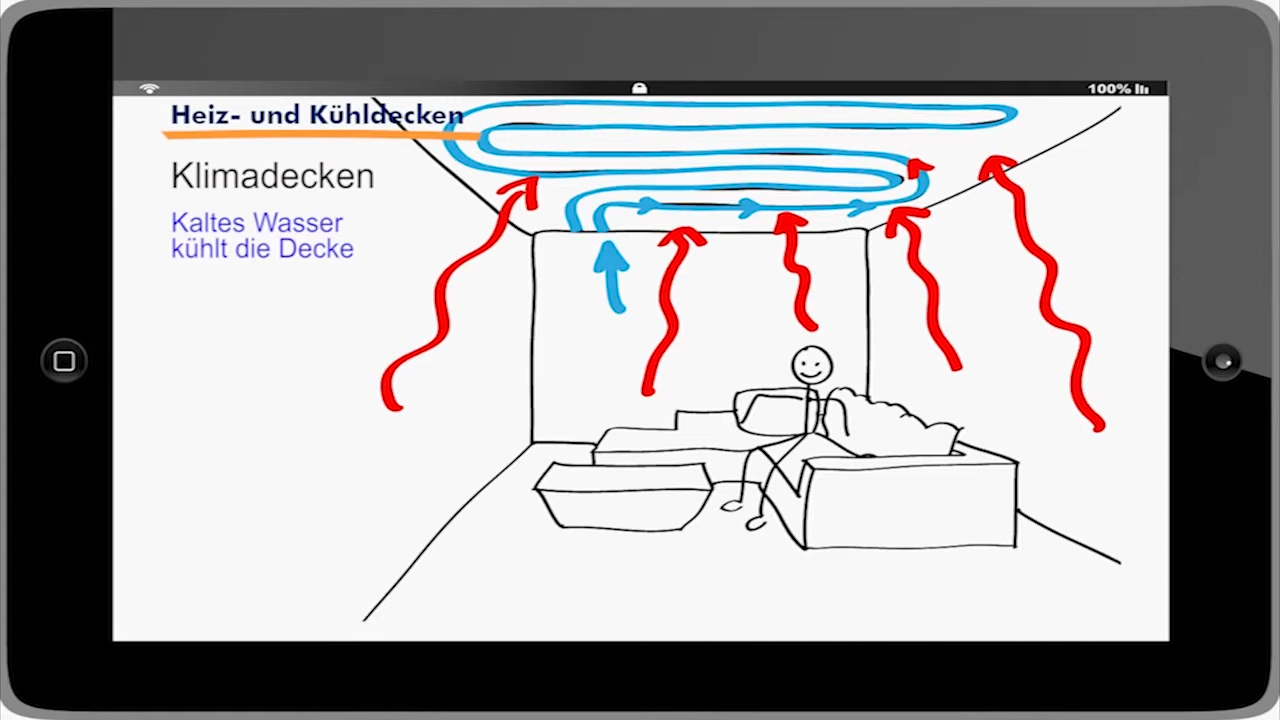 100%
Heiz- und Kühldecken
Klimadecken
Kaltes Wasser
kühlt die Decke